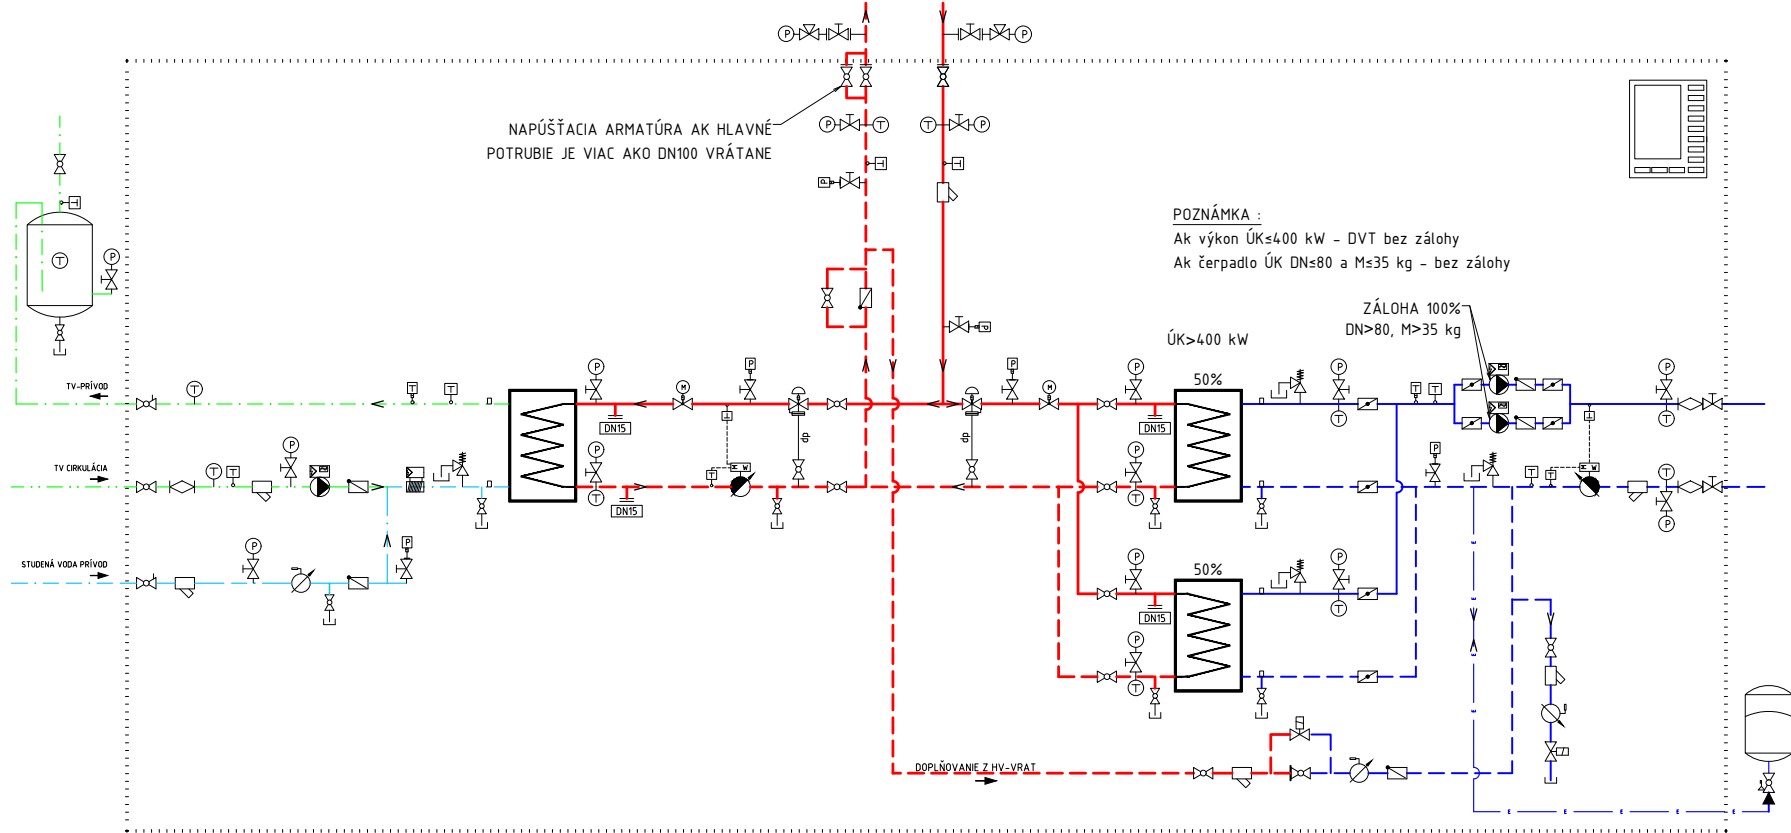 NAPÚŠŤACIA ARMATÚRA AK HLAVNÉ
POTRUBIE JE VIAC AKO DN100 VRÁTANE
POZNÁMKA :
Ak výkon ÚK≤400 kW - DVT bez zálohy
Ak čerpadlo ÚK DN≤80 a M≤35 kg - bez zálohy
ZÁLOHA 100%
DN>80, M>35 kg
ÚK>400 kW
50%
50%
TV-PRÍVOD
TV CIRKULÁCIA
STUDENÁ VODA PRÍVOD
DN15
DN15
DN15
DN15
dp
dp
DOPLŇOVANIE Z HV-VRAT